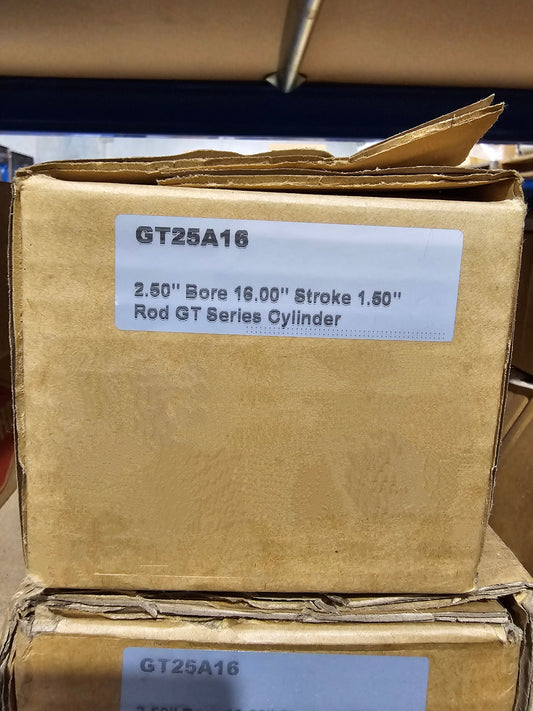 GT25A16
2.50" Bore 16.00" Stroke 1.50"
Rod GT Series Cylinder
GT25A16